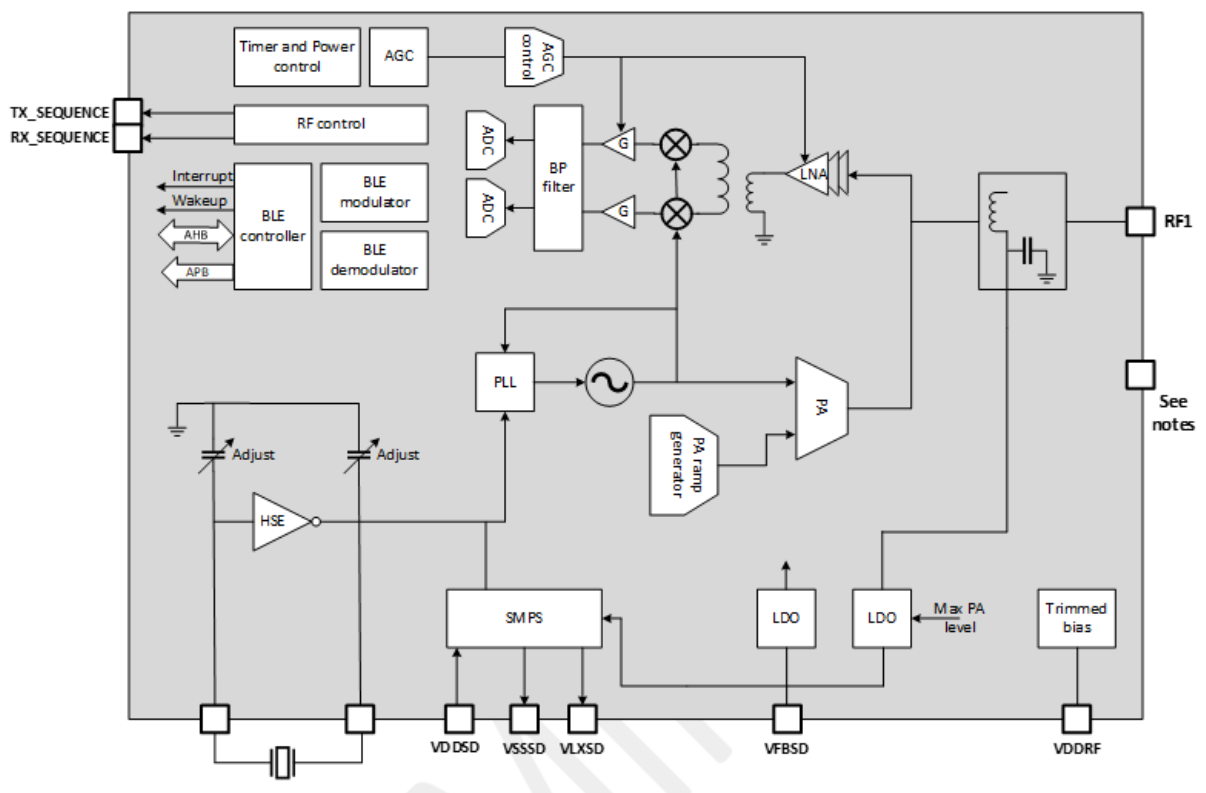 Timer and Power
control
AGC
AGC
control
TX_SEQUENCE
RX_SEQUENCE
RF control
ADC
ADC
BP
filter
G
G
LNA
Interrupt
Wakeup
AHB
APB
BLE
controller
BLE
modulator
BLE
demodulator
RF1
PLL
PA
PA ramp
generator
See
notes
Adjust
Adjust
HSE
SMPS
LDO
LDO
Max PA
level
Trimmed
bias
VDDSD
VSSSD
VLXSD
VFBSD
VDDRF